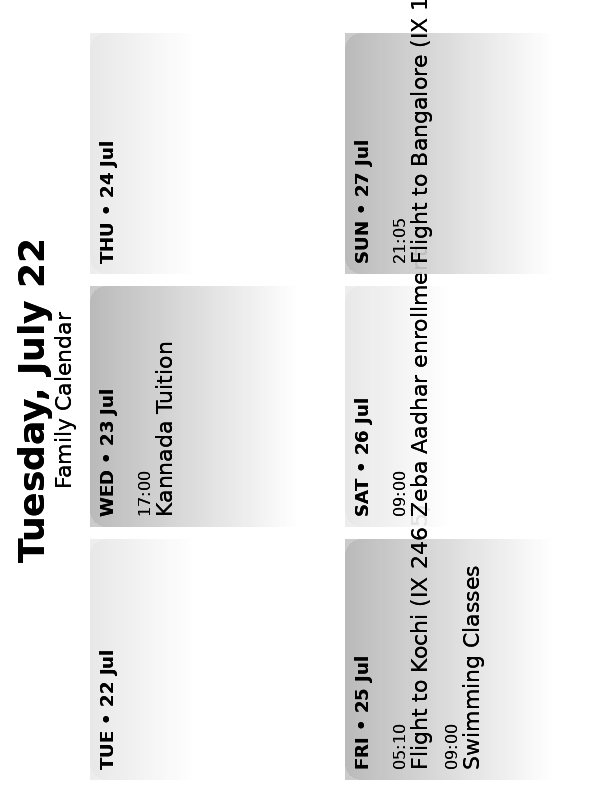 Tuesday, July 22
Family Calendar
TUE • 22 Jul
WED • 23 Jul
17:00
Kannada Tuition
THU • 24 Jul
FRI • 25 Jul
05:10
Flight to Kochi (IX 246
09:00
Swimming Classes
SAT • 26 Jul
09:00
Zeba Aadhar enrollme
SUN • 27 Jul
21:05
Flight to Bangalore (IX 1